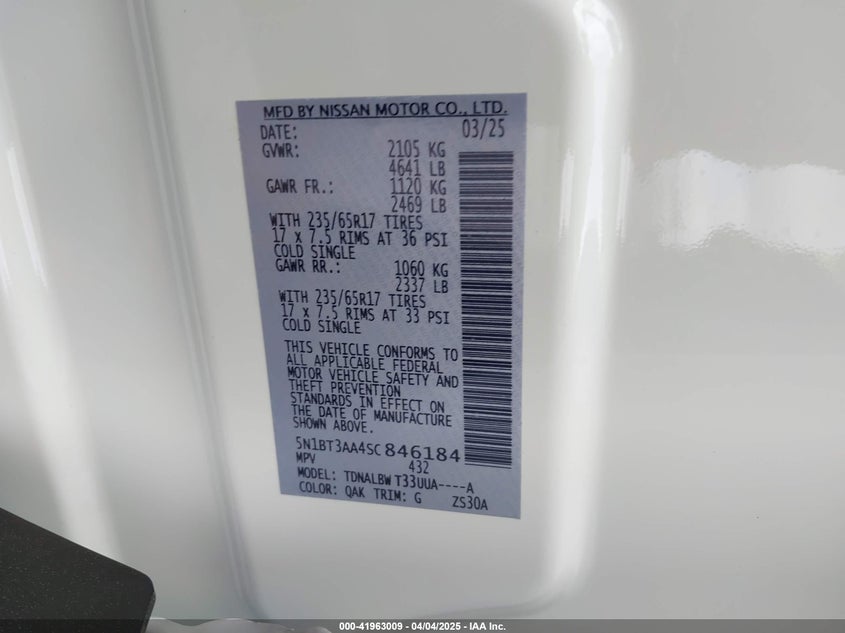 MFD BY NISSAN MOTOR CO., LTD.
DATE: 03/25
GVWR: 2105 KG
4641 LB
GAWR FR.: 1120 KG
2469 LB
WITH 235/65R17 TIRES
17 x 7.5 RIMS AT 36 PSI
COLD SINGLE
GAWR RR.: 1060 KG
2337 LB
WITH 235/65R17 TIRES
17 x 7.5 RIMS AT 33 PSI
COLD SINGLE
THIS VEHICLE CONFORMS TO
ALL APPLICABLE FEDERAL
MOTOR VEHICLE SAFETY AND
THEFT PREVENTION
STANDARDS IN EFFECT ON
THE DATE OF MANUFACTURE
SHOWN ABOVE.
5N1BT3AA4SC846184
MPV 432
MODEL: TDNALBW T33UUA----A
COLOR: QAK TRIM: G ZS30A
000-41963009 - 04/04/2025 - IAA Inc.